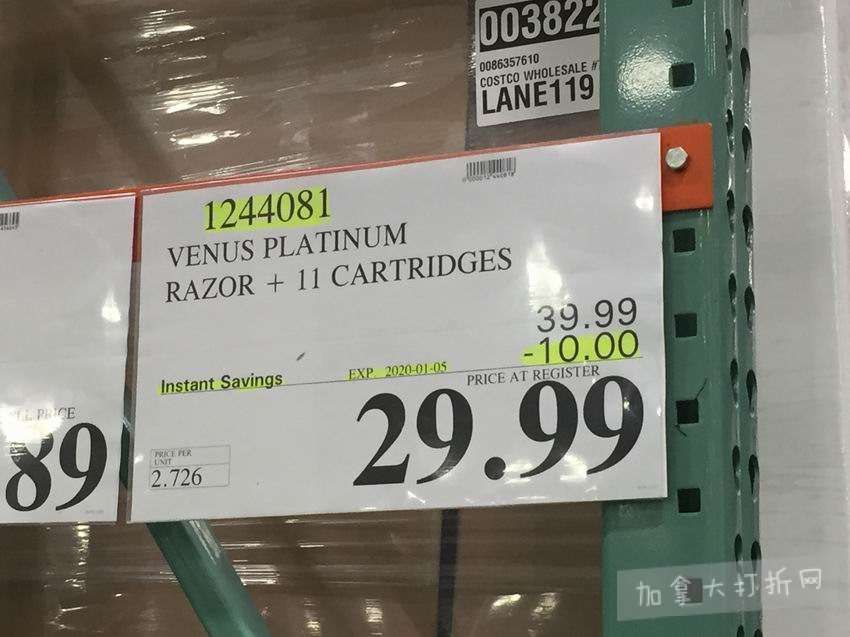 003822
0086357610
COSTCO WHOLESALE #
LANE119
1244081
VENUS PLATINUM
RAZOR + 11 CARTRIDGES
39.99
-10.00
Instant Savings
EXP. 2020-01-05
PRICE AT REGISTER
29.99
PRICE PER
UNIT
2.726
PRICE
89
加拿大打折网